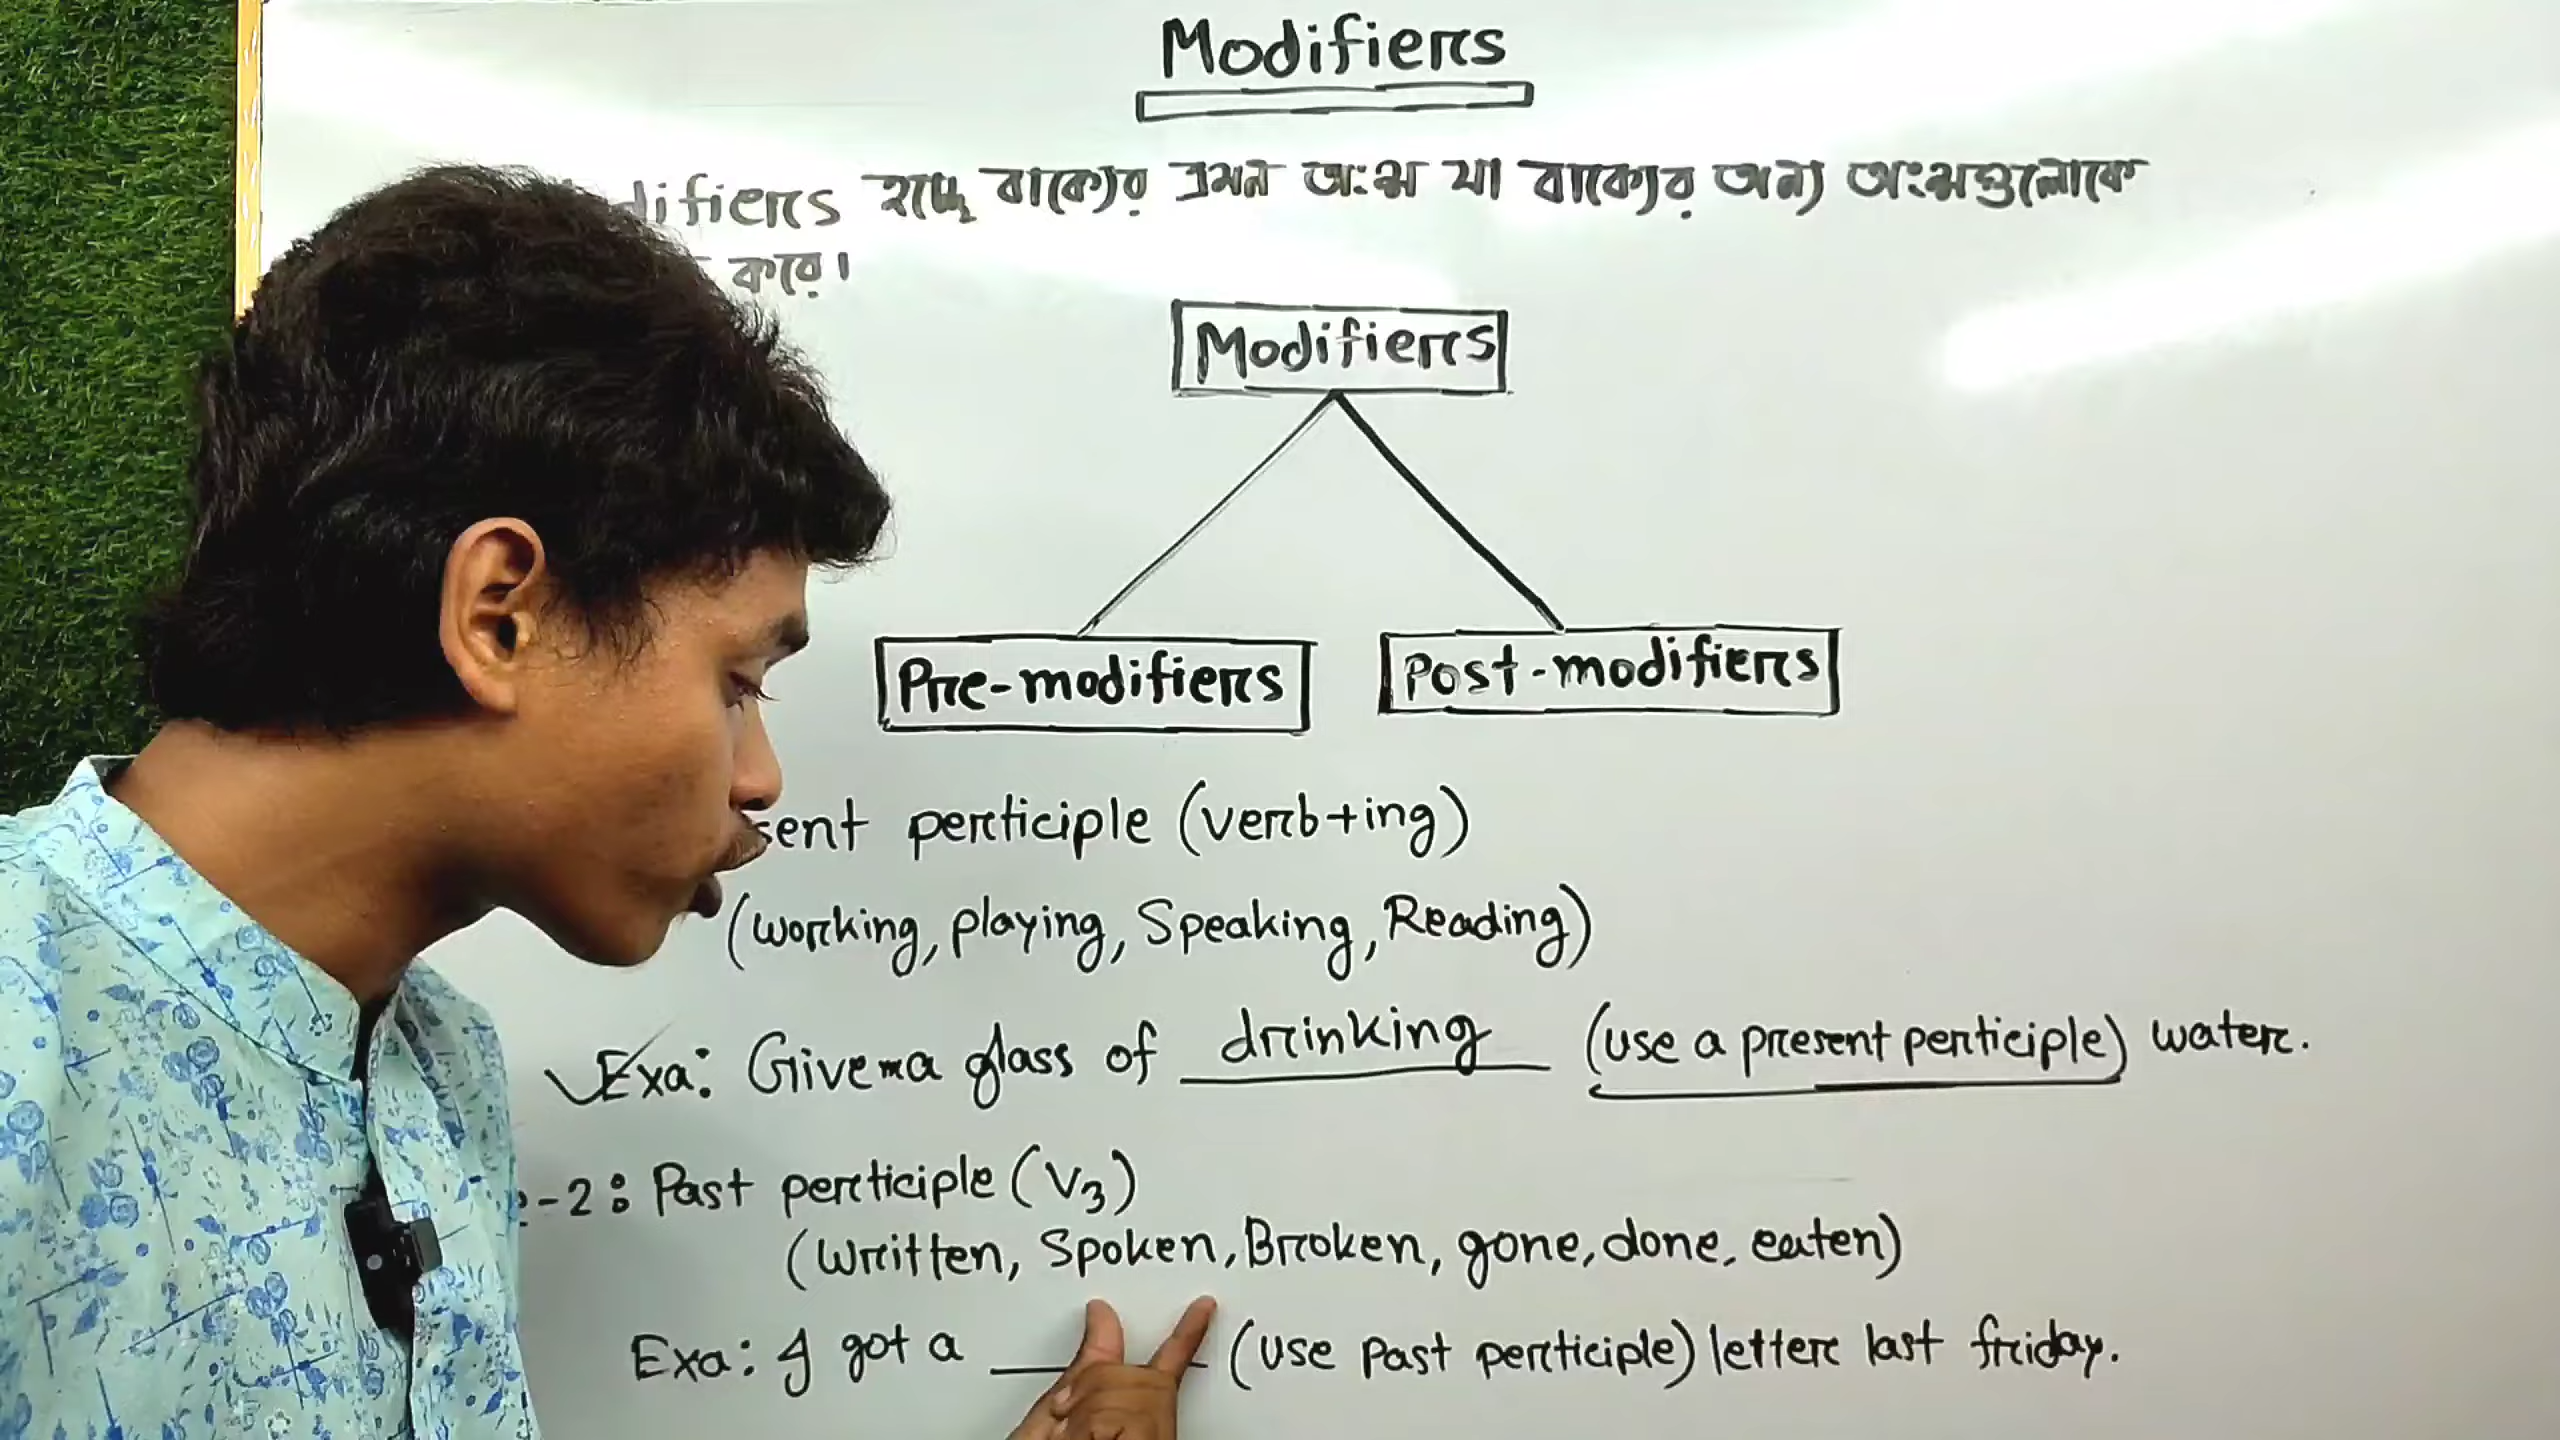 Modifiers
হচ্ছে বাক্যের এমন অংশ যা বাক্যের অন্য অংশগুলোকে
করে।
Modifiers
Pre-modifiers Post-modifiers
perticiple (verb+ing)
(working, playing, Speaking, Reading)
Exa: Give ma glass of drinking (use a present perticiple) water.
-2: Past perticiple (V3)
(written, Spoken, Broken, gone, done, eaten)
Exa: I got a ______ (use past perticiple) letter last friday.